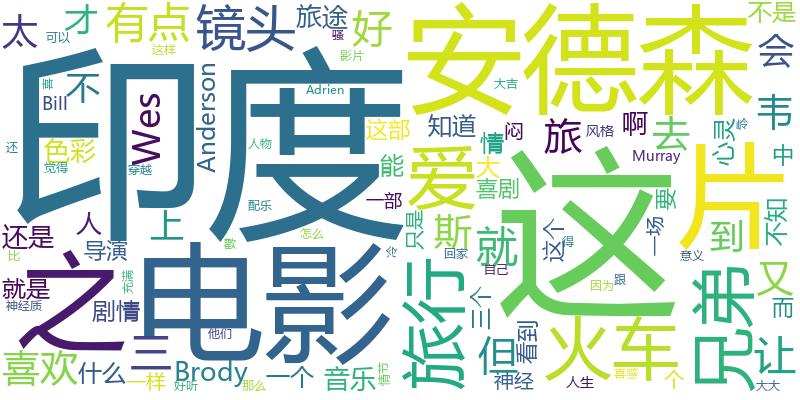 太
才
有点
镜头
旅途
好
安德森
不是
会
可以
这样
骚
影片
Bill
不
Wes
Anderson
Adrien
大吉
韦
印度
喜
色彩
这部
知道
闷
旅
风格
啊
去
心灵
怜
中
还
觉得
穿越
人物
能
情
大
爱
喜剧
Murray
这
要
片
人
上
配乐
一部
只是
斯
就
这个
得
一场
到
不知
还是
比
导演
充满
歡
怎么
冷
回家
自己
看到
意义
之
电影
因为
跟
兄弟
又
而
就是
神经质
剧情
他们
旅行
三个
但
火车
让
喜欢
什么
三
一样
Brody
好听
那么
一个
音乐
情节
神经
人生
喜感
个
大大